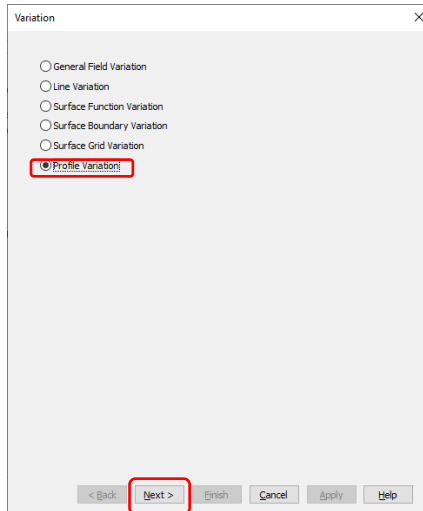 Variation
General Field Variation
Line Variation
Surface Function Variation
Surface Boundary Variation
Surface Grid Variation
Profile Variation
< Back Next > Finish Cancel Apply Help